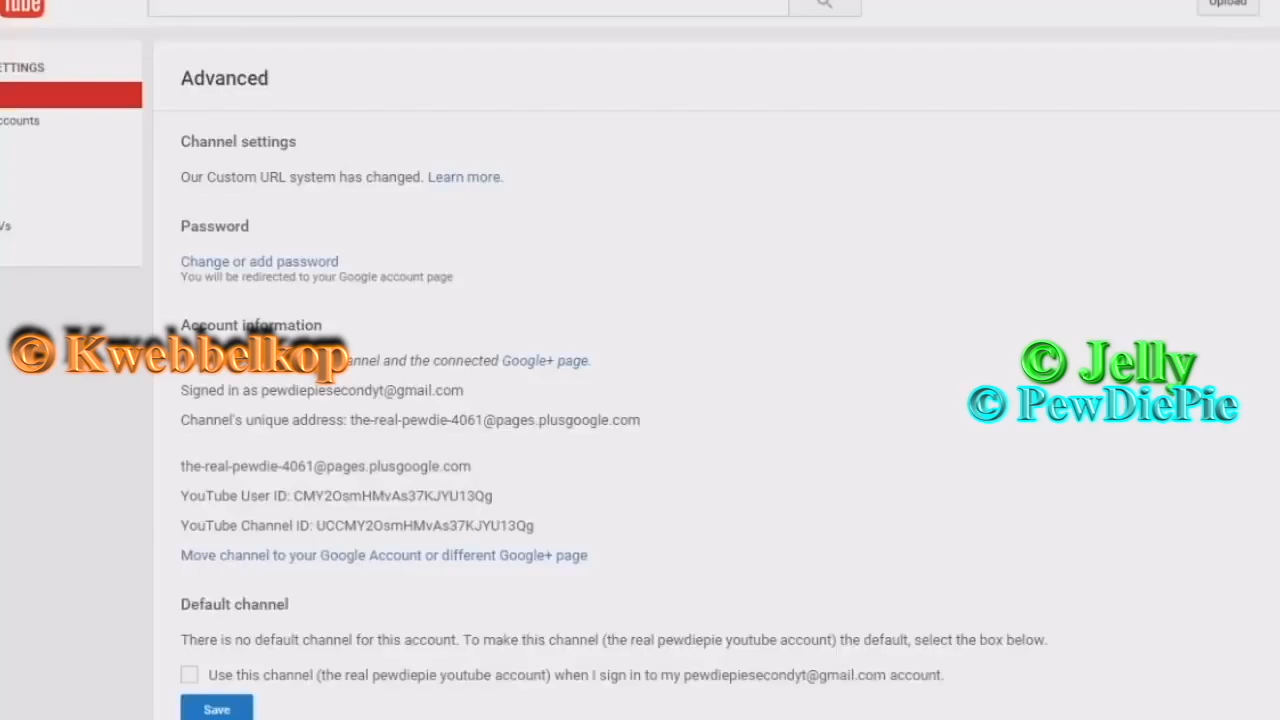 Tube
Upload
ETTINGS
Advanced
ccounts
Channel settings
Our Custom URL system has changed. Learn more.
Password
Vs
Change or add password
You will be redirected to your Google account page
Account information
© Kwebbelkop
annel and the connected Google+ page.
© Jelly
Signed in as pewdiepiesecondyt@gmail.com
© PewDiePie
Channel's unique address: the-real-pewdie-4061@pages.plusgoogle.com
the-real-pewdie-4061@pages.plusgoogle.com
YouTube User ID: CMY2OsmHMvAs37KJYU13Qg
YouTube Channel ID: UCCMY2OsmHMvAs37KJYU13Qg
Move channel to your Google Account or different Google+ page
Default channel
There is no default channel for this account. To make this channel (the real pewdiepie youtube account) the default, select the box below.
Use this channel (the real pewdiepie youtube account) when I sign in to my pewdiepiesecondyt@gmail.com account.
Save